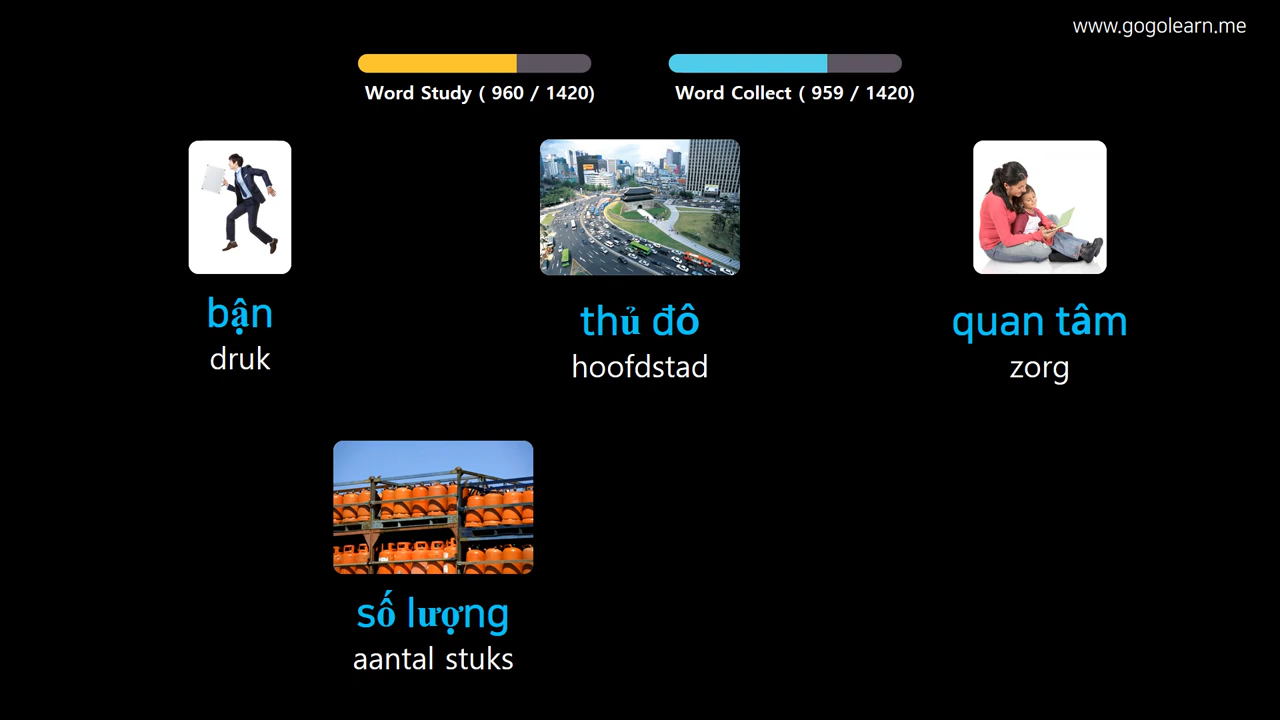 www.gogolearn.me
Word Study ( 960 / 1420)
Word Collect ( 959 / 1420)
bận
druk
thủ đô
hoofdstad
quan tâm
zorg
số lượng
aantal stuks